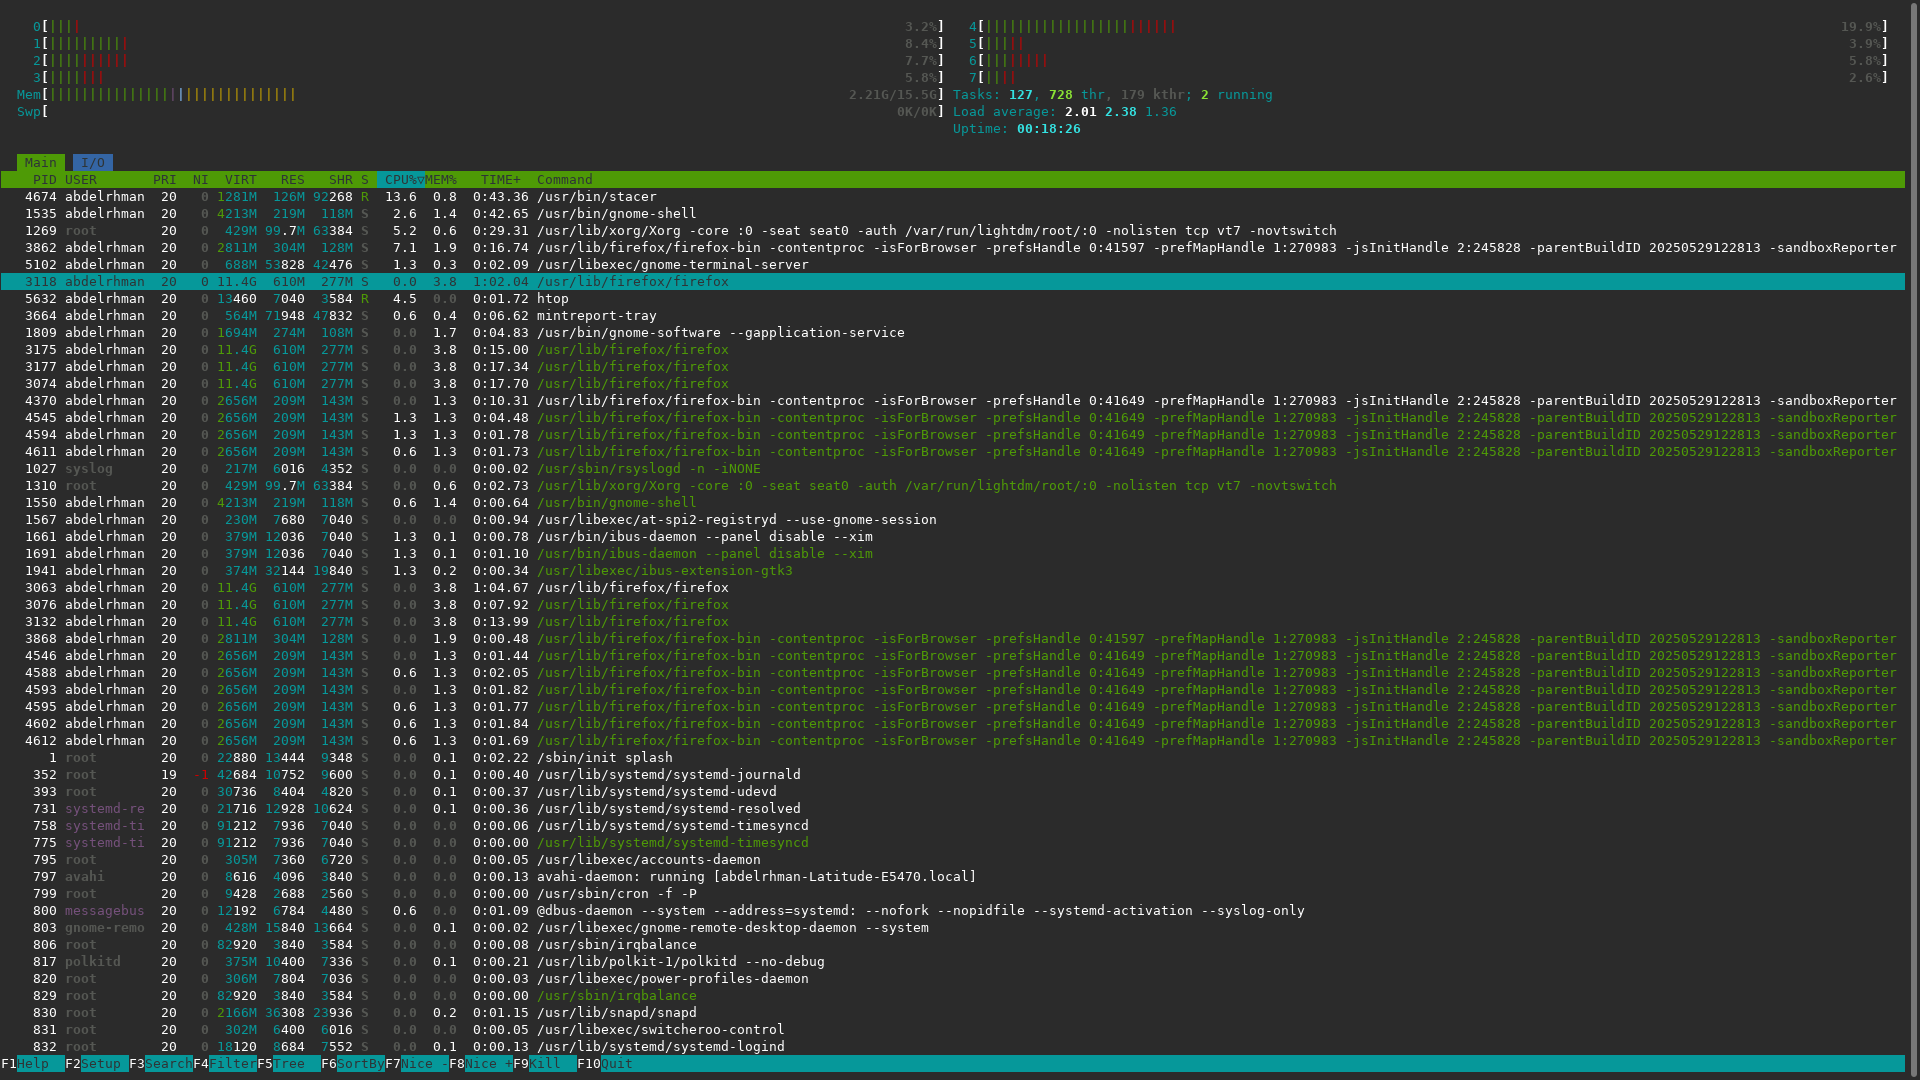 0[|||| 3.2%] 4[|||||||||||||||||||||||| 19.9%]
1[|||||||||| 8.4%] 5[||||| 3.9%]
2[|||||||||| 7.7%] 6[|||||||| 5.8%]
3[||||||| 5.8%] 7[|||| 2.6%]
Mem[||||||||||||||||||||||||||||||| 2.21G/15.5G] Tasks: 127, 728 thr, 179 kthr; 2 running
Swp[ 0K/0K] Load average: 2.01 2.38 1.36
Uptime: 00:18:26
Main I/O
PID USER PRI NI VIRT RES SHR S CPU%▽MEM% TIME+ Command
4674 abdelrhman 20 0 1281M 126M 92268 R 13.6 0.8 0:43.36 /usr/bin/stacer
1535 abdelrhman 20 0 4213M 219M 118M S 2.6 1.4 0:42.65 /usr/bin/gnome-shell
1269 root 20 0 429M 99.7M 63384 S 5.2 0.6 0:29.31 /usr/lib/xorg/Xorg -core :0 -seat seat0 -auth /var/run/lightdm/root/:0 -nolisten tcp vt7 -novtswitch
3862 abdelrhman 20 0 2811M 304M 128M S 7.1 1.9 0:16.74 /usr/lib/firefox/firefox-bin -contentproc -isForBrowser -prefsHandle 0:41597 -prefMapHandle 1:270983 -jsInitHandle 2:245828 -parentBuildID 20250529122813 -sandboxReporter
5102 abdelrhman 20 0 688M 53828 42476 S 1.3 0.3 0:02.09 /usr/libexec/gnome-terminal-server
3118 abdelrhman 20 0 11.4G 610M 277M S 0.0 3.8 1:02.04 /usr/lib/firefox/firefox
5632 abdelrhman 20 0 13460 7040 3584 R 4.5 0.0 0:01.72 htop
3664 abdelrhman 20 0 564M 71948 47832 S 0.6 0.4 0:06.62 mintreport-tray
1809 abdelrhman 20 0 1694M 274M 108M S 0.0 1.7 0:04.83 /usr/bin/gnome-software --gapplication-service
3175 abdelrhman 20 0 11.4G 610M 277M S 0.0 3.8 0:15.00 /usr/lib/firefox/firefox
3177 abdelrhman 20 0 11.4G 610M 277M S 0.0 3.8 0:17.34 /usr/lib/firefox/firefox
3074 abdelrhman 20 0 11.4G 610M 277M S 0.0 3.8 0:17.70 /usr/lib/firefox/firefox
4370 abdelrhman 20 0 2656M 209M 143M S 0.0 1.3 0:10.31 /usr/lib/firefox/firefox-bin -contentproc -isForBrowser -prefsHandle 0:41649 -prefMapHandle 1:270983 -jsInitHandle 2:245828 -parentBuildID 20250529122813 -sandboxReporter
4545 abdelrhman 20 0 2656M 209M 143M S 1.3 1.3 0:04.48 /usr/lib/firefox/firefox-bin -contentproc -isForBrowser -prefsHandle 0:41649 -prefMapHandle 1:270983 -jsInitHandle 2:245828 -parentBuildID 20250529122813 -sandboxReporter
4594 abdelrhman 20 0 2656M 209M 143M S 1.3 1.3 0:01.78 /usr/lib/firefox/firefox-bin -contentproc -isForBrowser -prefsHandle 0:41649 -prefMapHandle 1:270983 -jsInitHandle 2:245828 -parentBuildID 20250529122813 -sandboxReporter
4611 abdelrhman 20 0 2656M 209M 143M S 0.6 1.3 0:01.73 /usr/lib/firefox/firefox-bin -contentproc -isForBrowser -prefsHandle 0:41649 -prefMapHandle 1:270983 -jsInitHandle 2:245828 -parentBuildID 20250529122813 -sandboxReporter
1027 syslog 20 0 217M 6016 4352 S 0.0 0.0 0:00.02 /usr/sbin/rsyslogd -n -iNONE
1310 root 20 0 429M 99.7M 63384 S 0.0 0.6 0:02.73 /usr/lib/xorg/Xorg -core :0 -seat seat0 -auth /var/run/lightdm/root/:0 -nolisten tcp vt7 -novtswitch
1550 abdelrhman 20 0 4213M 219M 118M S 0.6 1.4 0:00.64 /usr/bin/gnome-shell
1567 abdelrhman 20 0 230M 7680 7040 S 0.0 0.0 0:00.94 /usr/libexec/at-spi2-registryd --use-gnome-session
1661 abdelrhman 20 0 379M 12036 7040 S 1.3 0.1 0:00.78 /usr/bin/ibus-daemon --panel disable --xim
1691 abdelrhman 20 0 379M 12036 7040 S 1.3 0.1 0:01.10 /usr/bin/ibus-daemon --panel disable --xim
1941 abdelrhman 20 0 374M 32144 19840 S 1.3 0.2 0:00.34 /usr/libexec/ibus-extension-gtk3
3063 abdelrhman 20 0 11.4G 610M 277M S 0.0 3.8 1:04.67 /usr/lib/firefox/firefox
3076 abdelrhman 20 0 11.4G 610M 277M S 0.0 3.8 0:07.92 /usr/lib/firefox/firefox
3132 abdelrhman 20 0 11.4G 610M 277M S 0.0 3.8 0:13.99 /usr/lib/firefox/firefox
3868 abdelrhman 20 0 2811M 304M 128M S 0.0 1.9 0:00.48 /usr/lib/firefox/firefox-bin -contentproc -isForBrowser -prefsHandle 0:41597 -prefMapHandle 1:270983 -jsInitHandle 2:245828 -parentBuildID 20250529122813 -sandboxReporter
4546 abdelrhman 20 0 2656M 209M 143M S 0.0 1.3 0:01.44 /usr/lib/firefox/firefox-bin -contentproc -isForBrowser -prefsHandle 0:41649 -prefMapHandle 1:270983 -jsInitHandle 2:245828 -parentBuildID 20250529122813 -sandboxReporter
4588 abdelrhman 20 0 2656M 209M 143M S 0.6 1.3 0:02.05 /usr/lib/firefox/firefox-bin -contentproc -isForBrowser -prefsHandle 0:41649 -prefMapHandle 1:270983 -jsInitHandle 2:245828 -parentBuildID 20250529122813 -sandboxReporter
4593 abdelrhman 20 0 2656M 209M 143M S 0.0 1.3 0:01.82 /usr/lib/firefox/firefox-bin -contentproc -isForBrowser -prefsHandle 0:41649 -prefMapHandle 1:270983 -jsInitHandle 2:245828 -parentBuildID 20250529122813 -sandboxReporter
4595 abdelrhman 20 0 2656M 209M 143M S 0.6 1.3 0:01.77 /usr/lib/firefox/firefox-bin -contentproc -isForBrowser -prefsHandle 0:41649 -prefMapHandle 1:270983 -jsInitHandle 2:245828 -parentBuildID 20250529122813 -sandboxReporter
4602 abdelrhman 20 0 2656M 209M 143M S 0.6 1.3 0:01.84 /usr/lib/firefox/firefox-bin -contentproc -isForBrowser -prefsHandle 0:41649 -prefMapHandle 1:270983 -jsInitHandle 2:245828 -parentBuildID 20250529122813 -sandboxReporter
4612 abdelrhman 20 0 2656M 209M 143M S 0.6 1.3 0:01.69 /usr/lib/firefox/firefox-bin -contentproc -isForBrowser -prefsHandle 0:41649 -prefMapHandle 1:270983 -jsInitHandle 2:245828 -parentBuildID 20250529122813 -sandboxReporter
1 root 20 0 22880 13444 9348 S 0.0 0.1 0:02.22 /sbin/init splash
352 root 19 -1 42684 10752 9600 S 0.0 0.1 0:00.40 /usr/lib/systemd/systemd-journald
393 root 20 0 30736 8404 4820 S 0.0 0.1 0:00.37 /usr/lib/systemd/systemd-udevd
731 systemd-re 20 0 21716 12928 10624 S 0.0 0.1 0:00.36 /usr/lib/systemd/systemd-resolved
758 systemd-ti 20 0 91212 7936 7040 S 0.0 0.0 0:00.06 /usr/lib/systemd/systemd-timesyncd
775 systemd-ti 20 0 91212 7936 7040 S 0.0 0.0 0:00.00 /usr/lib/systemd/systemd-timesyncd
795 root 20 0 305M 7360 6720 S 0.0 0.0 0:00.05 /usr/libexec/accounts-daemon
797 avahi 20 0 8616 4096 3840 S 0.0 0.0 0:00.13 avahi-daemon: running [abdelrhman-Latitude-E5470.local]
799 root 20 0 9428 2688 2560 S 0.0 0.0 0:00.00 /usr/sbin/cron -f -P
800 messagebus 20 0 12192 6784 4480 S 0.6 0.0 0:01.09 @dbus-daemon --system --address=systemd: --nofork --nopidfile --systemd-activation --syslog-only
803 gnome-remo 20 0 428M 15840 13664 S 0.0 0.1 0:00.02 /usr/libexec/gnome-remote-desktop-daemon --system
806 root 20 0 82920 3840 3584 S 0.0 0.0 0:00.08 /usr/sbin/irqbalance
817 polkitd 20 0 375M 10400 7336 S 0.0 0.1 0:00.21 /usr/lib/polkit-1/polkitd --no-debug
820 root 20 0 306M 7804 7036 S 0.0 0.0 0:00.03 /usr/libexec/power-profiles-daemon
829 root 20 0 82920 3840 3584 S 0.0 0.0 0:00.00 /usr/sbin/irqbalance
830 root 20 0 2166M 36308 23936 S 0.0 0.2 0:01.15 /usr/lib/snapd/snapd
831 root 20 0 302M 6400 6016 S 0.0 0.0 0:00.05 /usr/libexec/switcheroo-control
832 root 20 0 18120 8684 7552 S 0.0 0.1 0:00.13 /usr/lib/systemd/systemd-logind
F1Help F2Setup F3SearchF4FilterF5Tree F6SortByF7Nice -F8Nice +F9Kill F10Quit